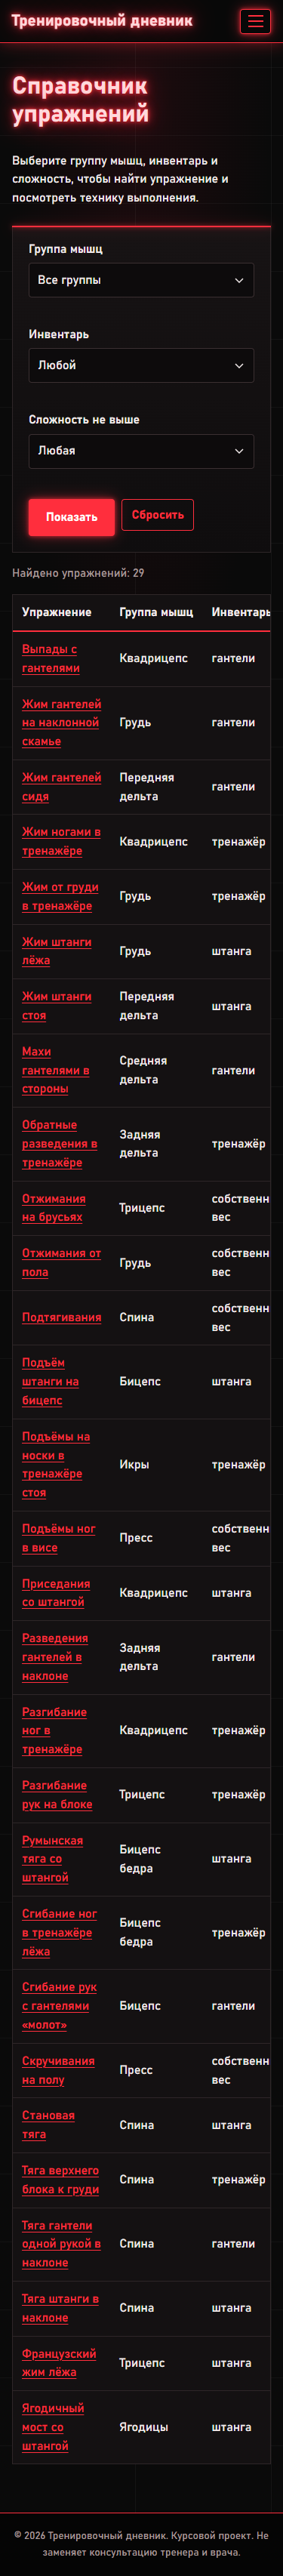 Тренировочный дневник
Справочник
упражнений
Выберите группу мышц, инвентарь и
сложность, чтобы найти упражнение и
посмотреть технику выполнения.
Группа мышц
Все группы
Инвентарь
Любой
Сложность не выше
Любая
Показать Сбросить
Найдено упражнений: 29
Упражнение Группа мышц Инвентарь
Выпады с
гантелями
Квадрицепс гантели
Жим гантелей
на наклонной
скамье
Грудь гантели
Жим гантелей
сидя
Передняя
дельта
гантели
Жим ногами в
тренажёре
Квадрицепс тренажёр
Жим от груди
в тренажёре
Грудь тренажёр
Жим штанги
лёжа
Грудь штанга
Жим штанги
стоя
Передняя
дельта
штанга
Махи
гантелями в
стороны
Средняя
дельта
гантели
Обратные
разведения в
тренажёре
Задняя
дельта
тренажёр
Отжимания
на брусьях
Трицепс
собственн
вес
Отжимания от
пола
Грудь
собственн
вес
Подтягивания Спина
собственн
вес
Подъём
штанги на
бицепс
Бицепс штанга
Подъёмы на
носки в
тренажёре
стоя
Икры тренажёр
Подъёмы ног
в висе
Пресс
собственн
вес
Приседания
со штангой
Квадрицепс штанга
Разведения
гантелей в
наклоне
Задняя
дельта
гантели
Разгибание
ног в
тренажёре
Квадрицепс тренажёр
Разгибание
рук на блоке
Трицепс тренажёр
Румынская
тяга со
штангой
Бицепс
бедра
штанга
Сгибание ног
в тренажёре
лёжа
Бицепс
бедра
тренажёр
Сгибание рук
с гантелями
«молот»
Бицепс гантели
Скручивания
на полу
Пресс
собственн
вес
Становая
тяга
Спина штанга
Тяга верхнего
блока к груди
Спина тренажёр
Тяга гантели
одной рукой в
наклоне
Спина гантели
Тяга штанги в
наклоне
Спина штанга
Французский
жим лёжа
Трицепс штанга
Ягодичный
мост со
штангой
Ягодицы штанга
© 2026 Тренировочный дневник. Курсовой проект. Не
заменяет консультацию тренера и врача.